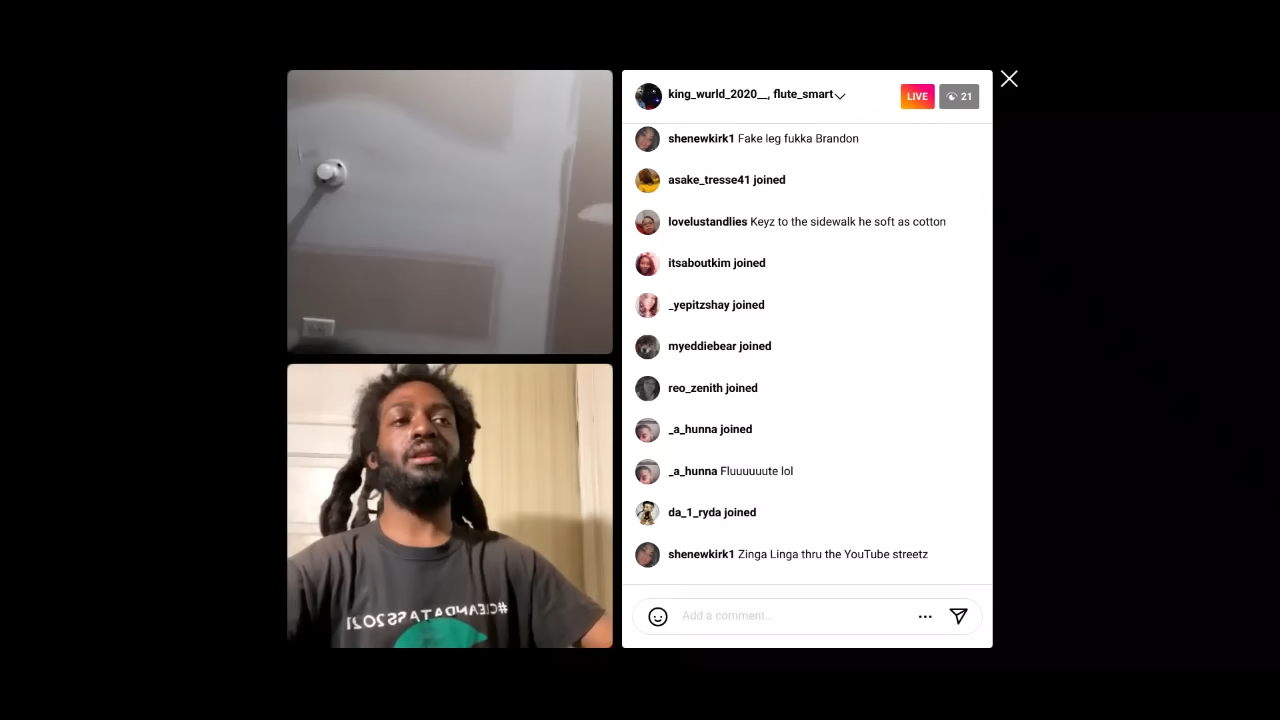 king_wurld_2020__, flute_smart
LIVE
21
shenewkirk1 Fake leg fukka Brandon
asake_tresse41 joined
lovelustandlies Keyz to the sidewalk he soft as cotton
itsaboutkim joined
_yepitzshay joined
myeddiebear joined
reo_zenith joined
_a_hunna joined
_a_hunna Fluuuuuute lol
da_1_ryda joined
shenewkirk1 Zinga Linga thru the YouTube streetz
Add a comment...
#CLEANDATASS2021